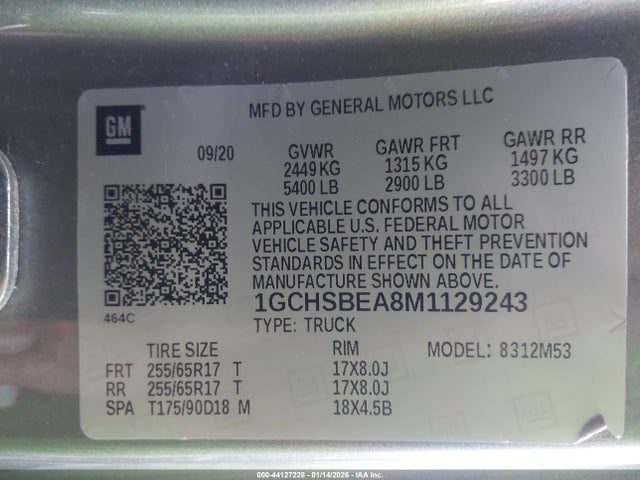 GM
MFD BY GENERAL MOTORS LLC
09/20
GVWR GAWR FRT GAWR RR
2449 KG 1315 KG 1497 KG
5400 LB 2900 LB 3300 LB
THIS VEHICLE CONFORMS TO ALL
APPLICABLE U.S. FEDERAL MOTOR
VEHICLE SAFETY AND THEFT PREVENTION
STANDARDS IN EFFECT ON THE DATE OF
MANUFACTURE SHOWN ABOVE.
464C
1GCHSBEA8M1129243
TYPE: TRUCK
TIRE SIZE RIM MODEL: 8312M53
FRT 255/65R17 T 17X8.0J
RR 255/65R17 T 17X8.0J
SPA T175/90D18 M 18X4.5B
000-44127228 - 01/14/2026 - IAA Inc.